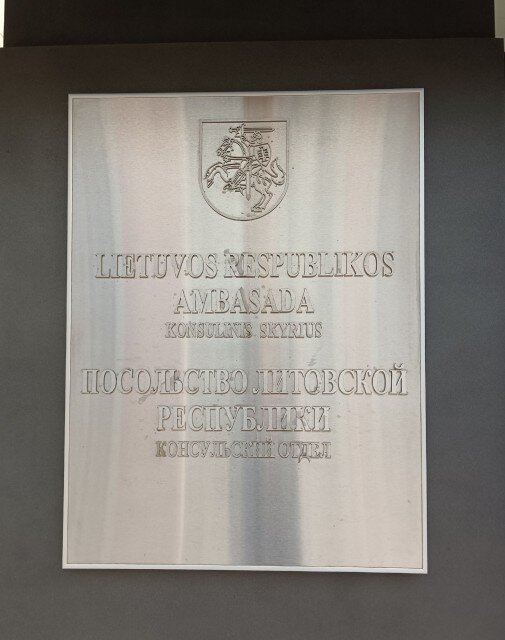 LIETUVOS RESPUBLIKOS
AMBASADA
KONSULINIS SKYRIUS
ПОСОЛЬСТВО ЛИТОВСКОЙ
РЕСПУБЛИКИ
КОНСУЛЬСКИЙ ОТДЕЛ